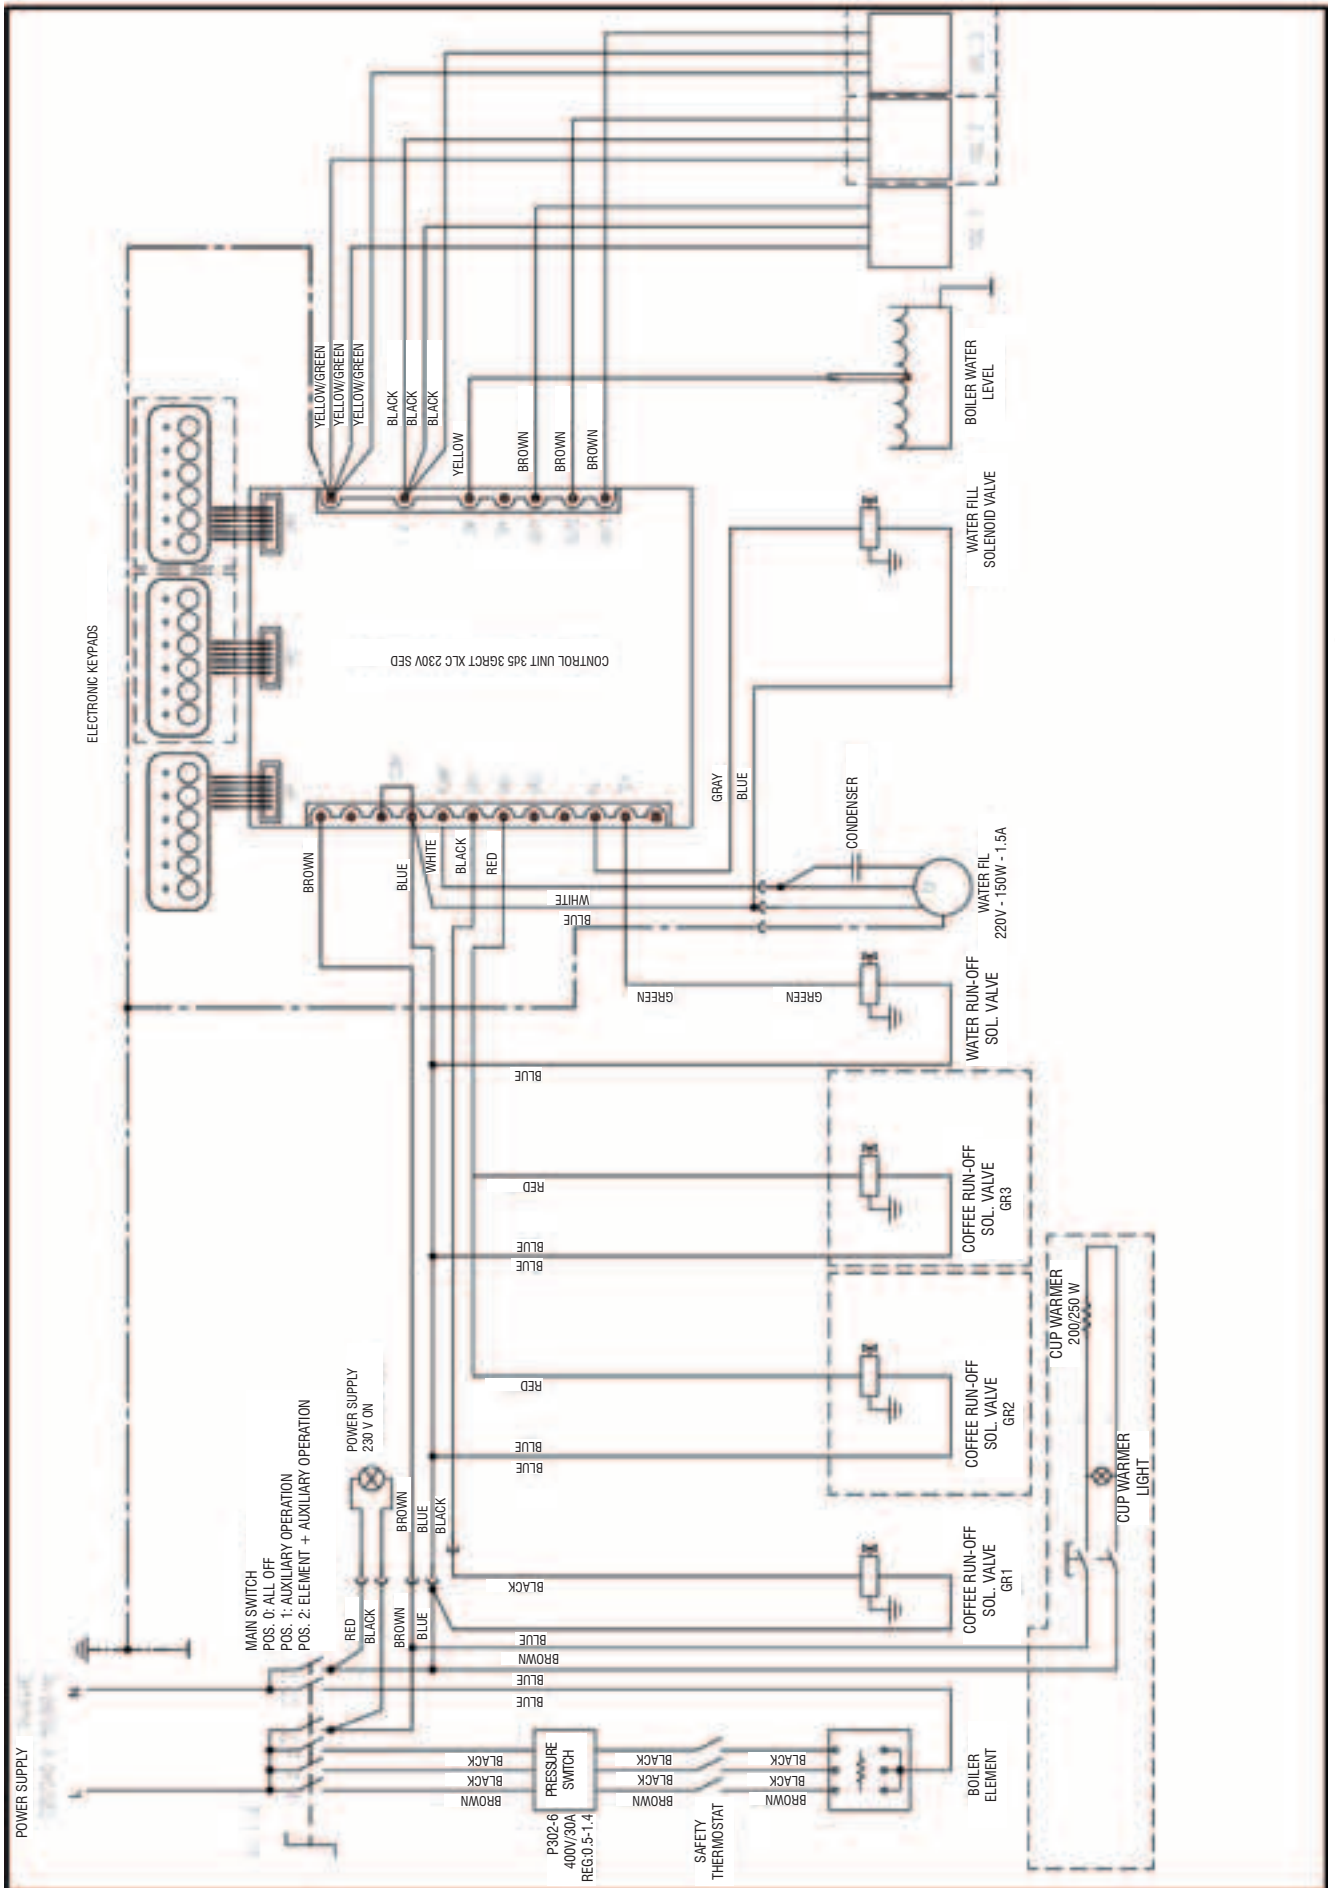 POWER SUPPLY
L
N
MAIN SWITCH
POS. 0: ALL OFF
POS. 1: AUXILIARY OPERATION
POS. 2: ELEMENT + AUXILIARY OPERATION
POWER SUPPLY
230 V ON
RED
BLACK
BROWN
BLUE
BROWN
BLUE
BLACK
ELECTRONIC KEYPADS
CONTROL UNIT 3d5 3GRCT XLC 230V SED
BROWN
BLUE
WHITE
BLACK
RED
YELLOW/GREEN
YELLOW/GREEN
YELLOW/GREEN
BLACK
BLACK
BLACK
YELLOW
BROWN
BROWN
BROWN
GRAY
BLUE
WHITE
BLUE
GREEN
GREEN
BLUE
RED
BLUE
BLUE
RED
BLUE
BLUE
BLACK
BLUE
BROWN
BLUE
BLUE
BLACK
BLACK
BROWN
PRESSURE
SWITCH
P302-6
400V/30A
REG:0.5-1.4
BLACK
BLACK
BROWN
SAFETY
THERMOSTAT
BLACK
BLACK
BROWN
BOILER
ELEMENT
COFFEE RUN-OFF
SOL. VALVE
GR1
COFFEE RUN-OFF
SOL. VALVE
GR2
COFFEE RUN-OFF
SOL. VALVE
GR3
WATER RUN-OFF
SOL. VALVE
CONDENSER
WATER FIL
220V - 150W - 1.5A
WATER FILL
SOLENOID VALVE
BOILER WATER
LEVEL
CUP WARMER
200/250 W
CUP WARMER
LIGHT